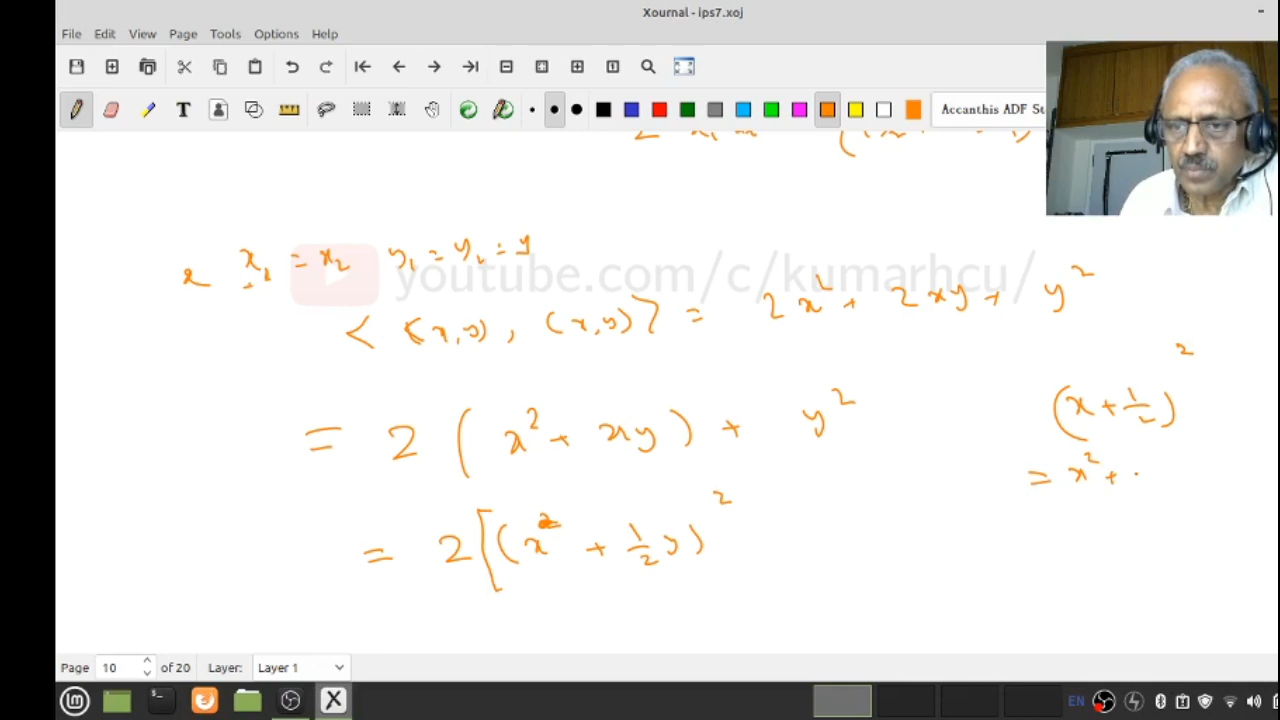 Xournal - ips7.xoj
File Edit View Page Tools Options Help
Accanthis ADF St
x₁ = x₂ y₁ = y₂ = y
youtube.com/c/kumarhcu/
< (x,y), (x,y) > = 2x² + 2xy + y²
= 2 (x² + xy) + y²
(x + 1/2)²
= x² +
= 2 [(x + 1/2 y)²
Page 10 of 20 Layer: Layer 1
EN